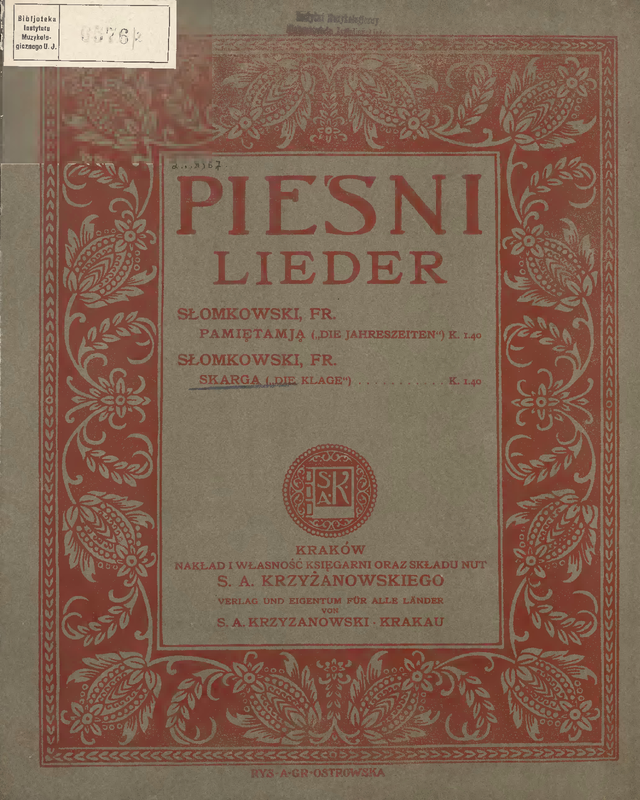 Bibljoteka
Instytutu
Muzykolo-
gicznego U. J.
PIEŚNI
LIEDER
SŁOMKOWSKI, FR.
PAMIĘTAMJĄ („DIE JAHRESZEITEN“) K. 1.40
SŁOMKOWSKI, FR.
SKARGA („DIE KLAGE“) . . . . . . . . . . . K. 1.40
S. A. K
KRAKÓW
NAKŁAD I WŁASNOŚĆ KSIĘGARNI ORAZ SKŁADU NUT
S. A. KRZYŻANOWSKIEGO
VERLAG UND EIGENTUM FÜR ALLE LÄNDER
VON
S. A. KRZYZANOWSKI · KRAKAU
RYS · A · GR · OSTROWSKA